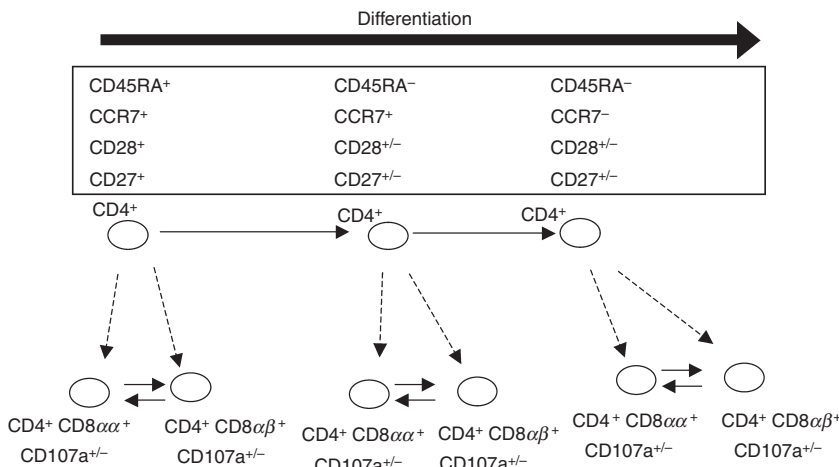 Differentiation
CD45RA⁺ CD45RA⁻ CD45RA⁻
CCR7⁺ CCR7⁺ CCR7⁻
CD28⁺ CD28⁺/⁻ CD28⁺/⁻
CD27⁺ CD27⁺/⁻ CD27⁺/⁻
CD4⁺ CD4⁺ CD4⁺
CD4⁺ CD8αα⁺ CD4⁺ CD8αβ⁺ CD4⁺ CD8αα⁺ CD4⁺ CD8αβ⁺ CD4⁺ CD8αα⁺ CD4⁺ CD8αβ⁺
CD107a⁺/⁻ CD107a⁺/⁻ CD107a⁺/⁻ CD107a⁺/⁻ CD107a⁺/⁻ CD107a⁺/⁻